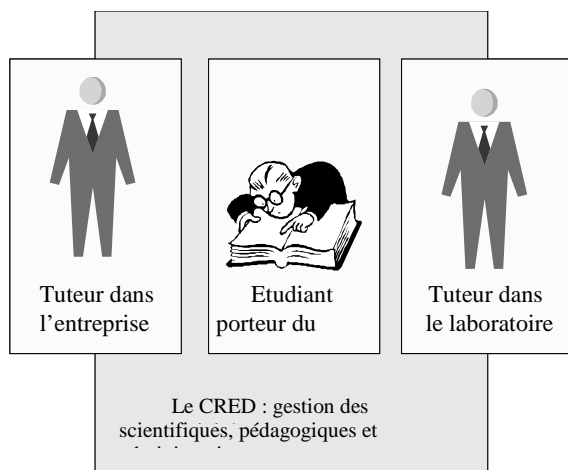 Tuteur dans
l’entreprise
Etudiant
porteur du
Tuteur dans
le laboratoire
Le CRED : gestion des
scientifiques, pédagogiques et